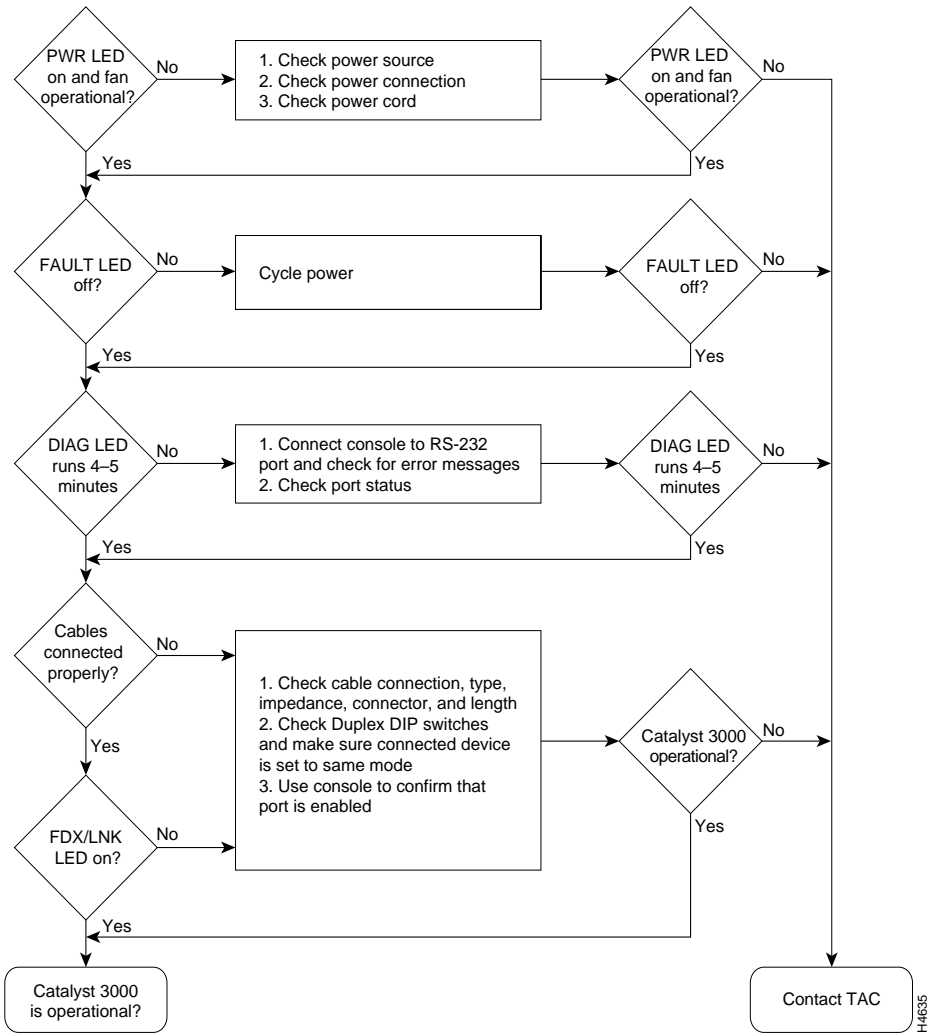 PWR LED
on and fan
operational?
No
1. Check power source
2. Check power connection
3. Check power cord
PWR LED
on and fan
operational?
No
Yes
Yes
FAULT LED
off?
No
Cycle power
FAULT LED
off?
No
Yes
Yes
DIAG LED
runs 4–5
minutes
No
1. Connect console to RS-232
port and check for error messages
2. Check port status
DIAG LED
runs 4–5
minutes
No
Yes
Yes
Cables
connected
properly?
No
1. Check cable connection, type,
impedance, connector, and length
2. Check Duplex DIP switches
and make sure connected device
is set to same mode
3. Use console to confirm that
port is enabled
Catalyst 3000
operational?
No
Yes
Yes
FDX/LNK
LED on?
No
Yes
Catalyst 3000
is operational?
Contact TAC
H4635